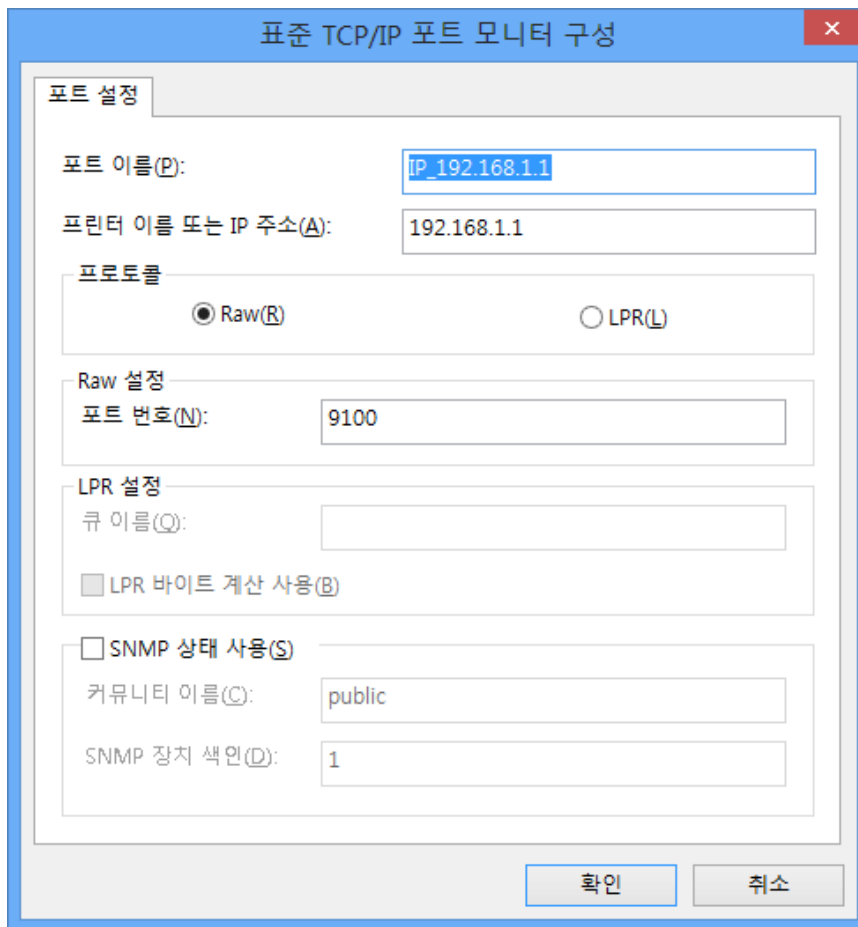 표준 TCP/IP 포트 모니터 구성
포트 설정
포트 이름(P):
IP_192.168.1.1
프린터 이름 또는 IP 주소(A):
192.168.1.1
프로토콜
Raw(R)
LPR(L)
Raw 설정
포트 번호(N):
9100
LPR 설정
큐 이름(Q):
LPR 바이트 계산 사용(B)
SNMP 상태 사용(S)
커뮤니티 이름(C):
public
SNMP 장치 색인(D):
1
확인
취소